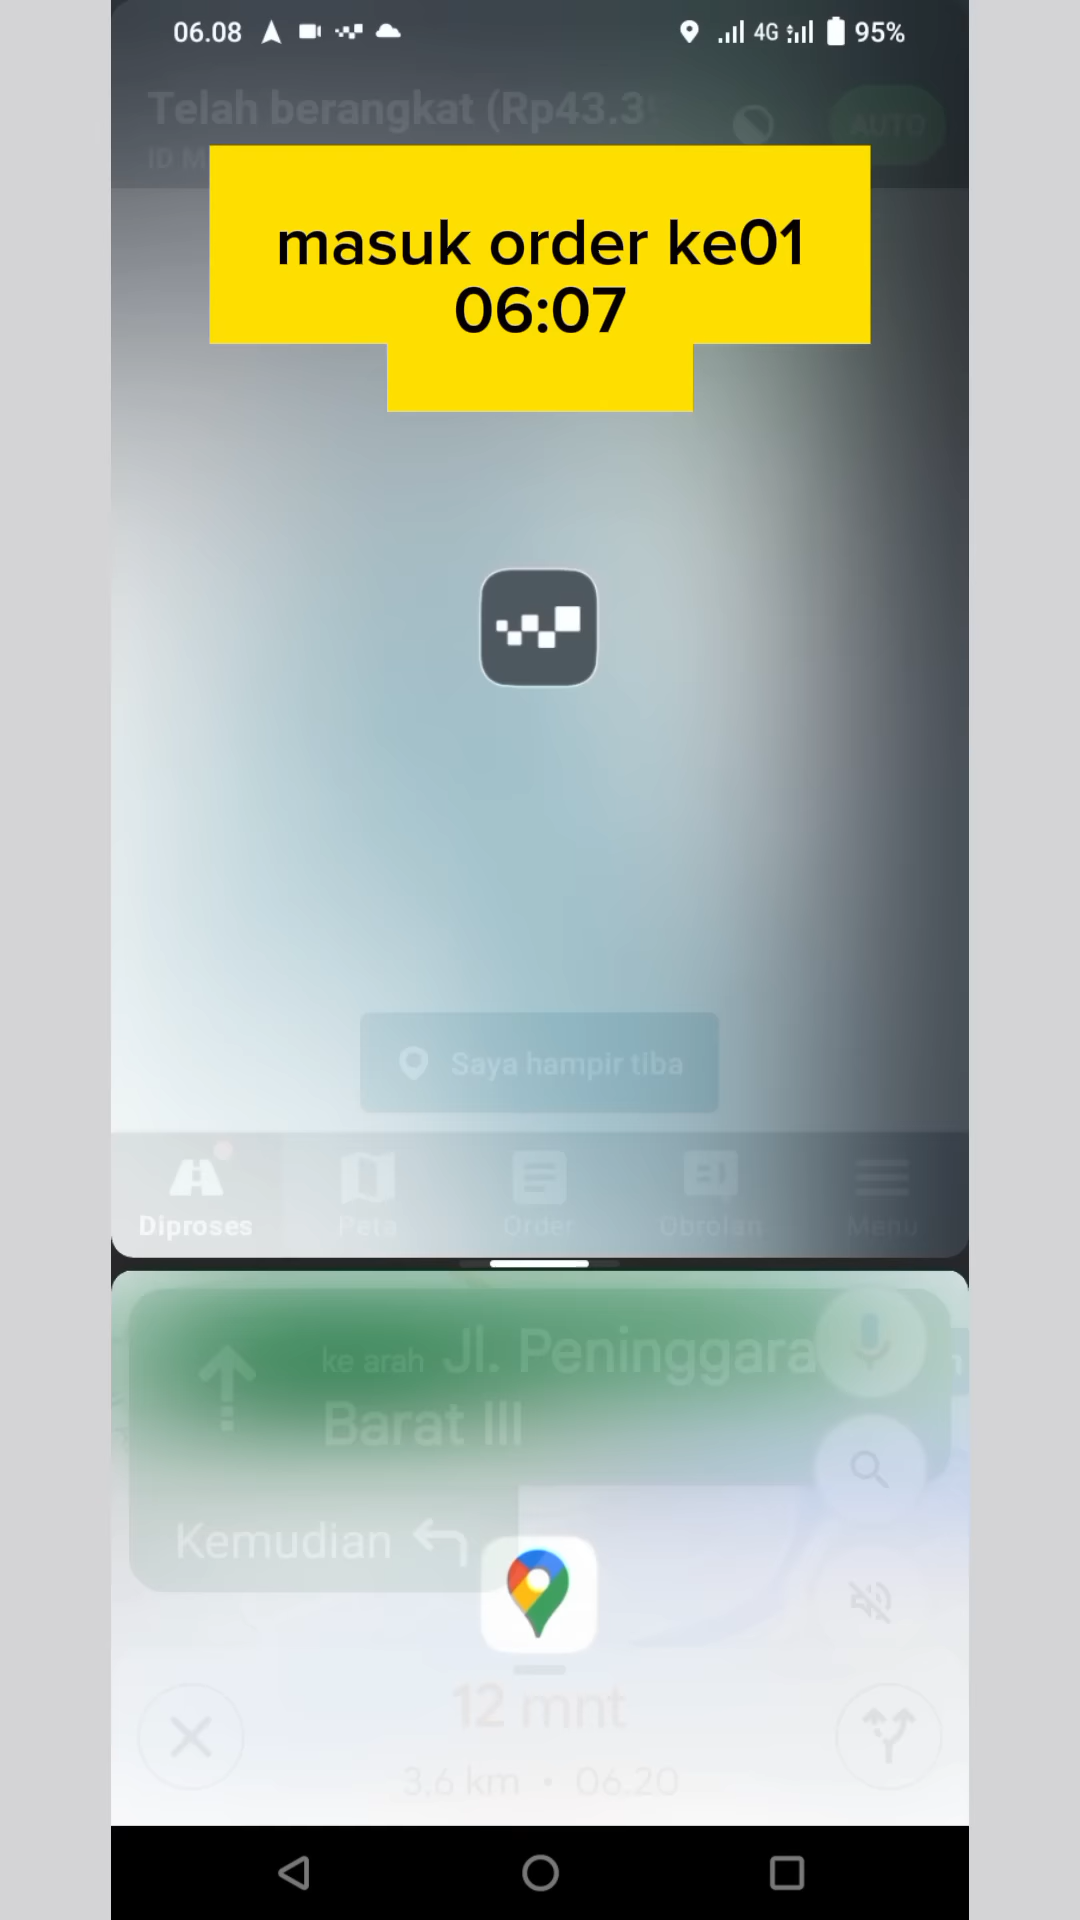 06.08 4G 95%
Telah berangkat (Rp43.3
AUTO
ID M
masuk order ke01
06:07
Saya hampir tiba
Diproses Peta Order Obrolan Menu
ke arah Jl. Peninggara
Barat III
Kemudian
12 mnt
3,6 km • 06.20